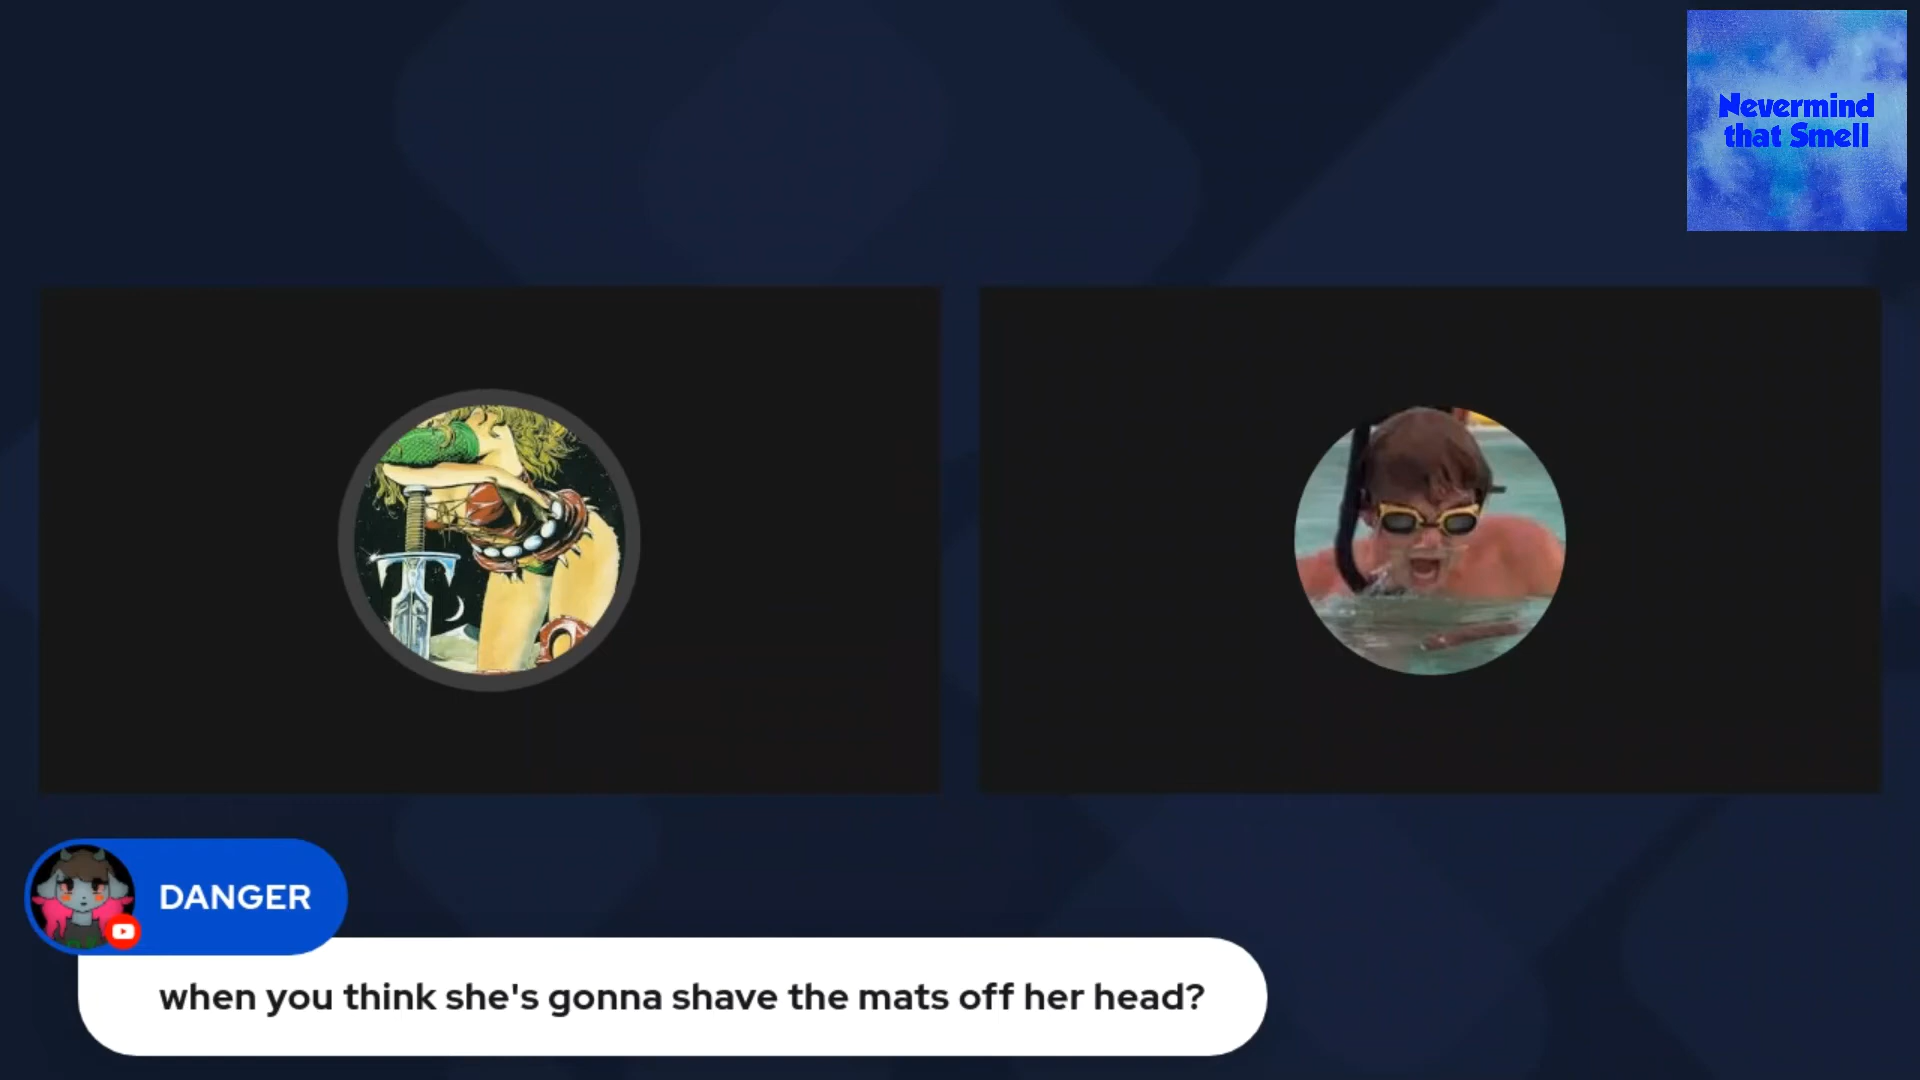 Nevermind
that Smell
DANGER
when you think she's gonna shave the mats off her head?